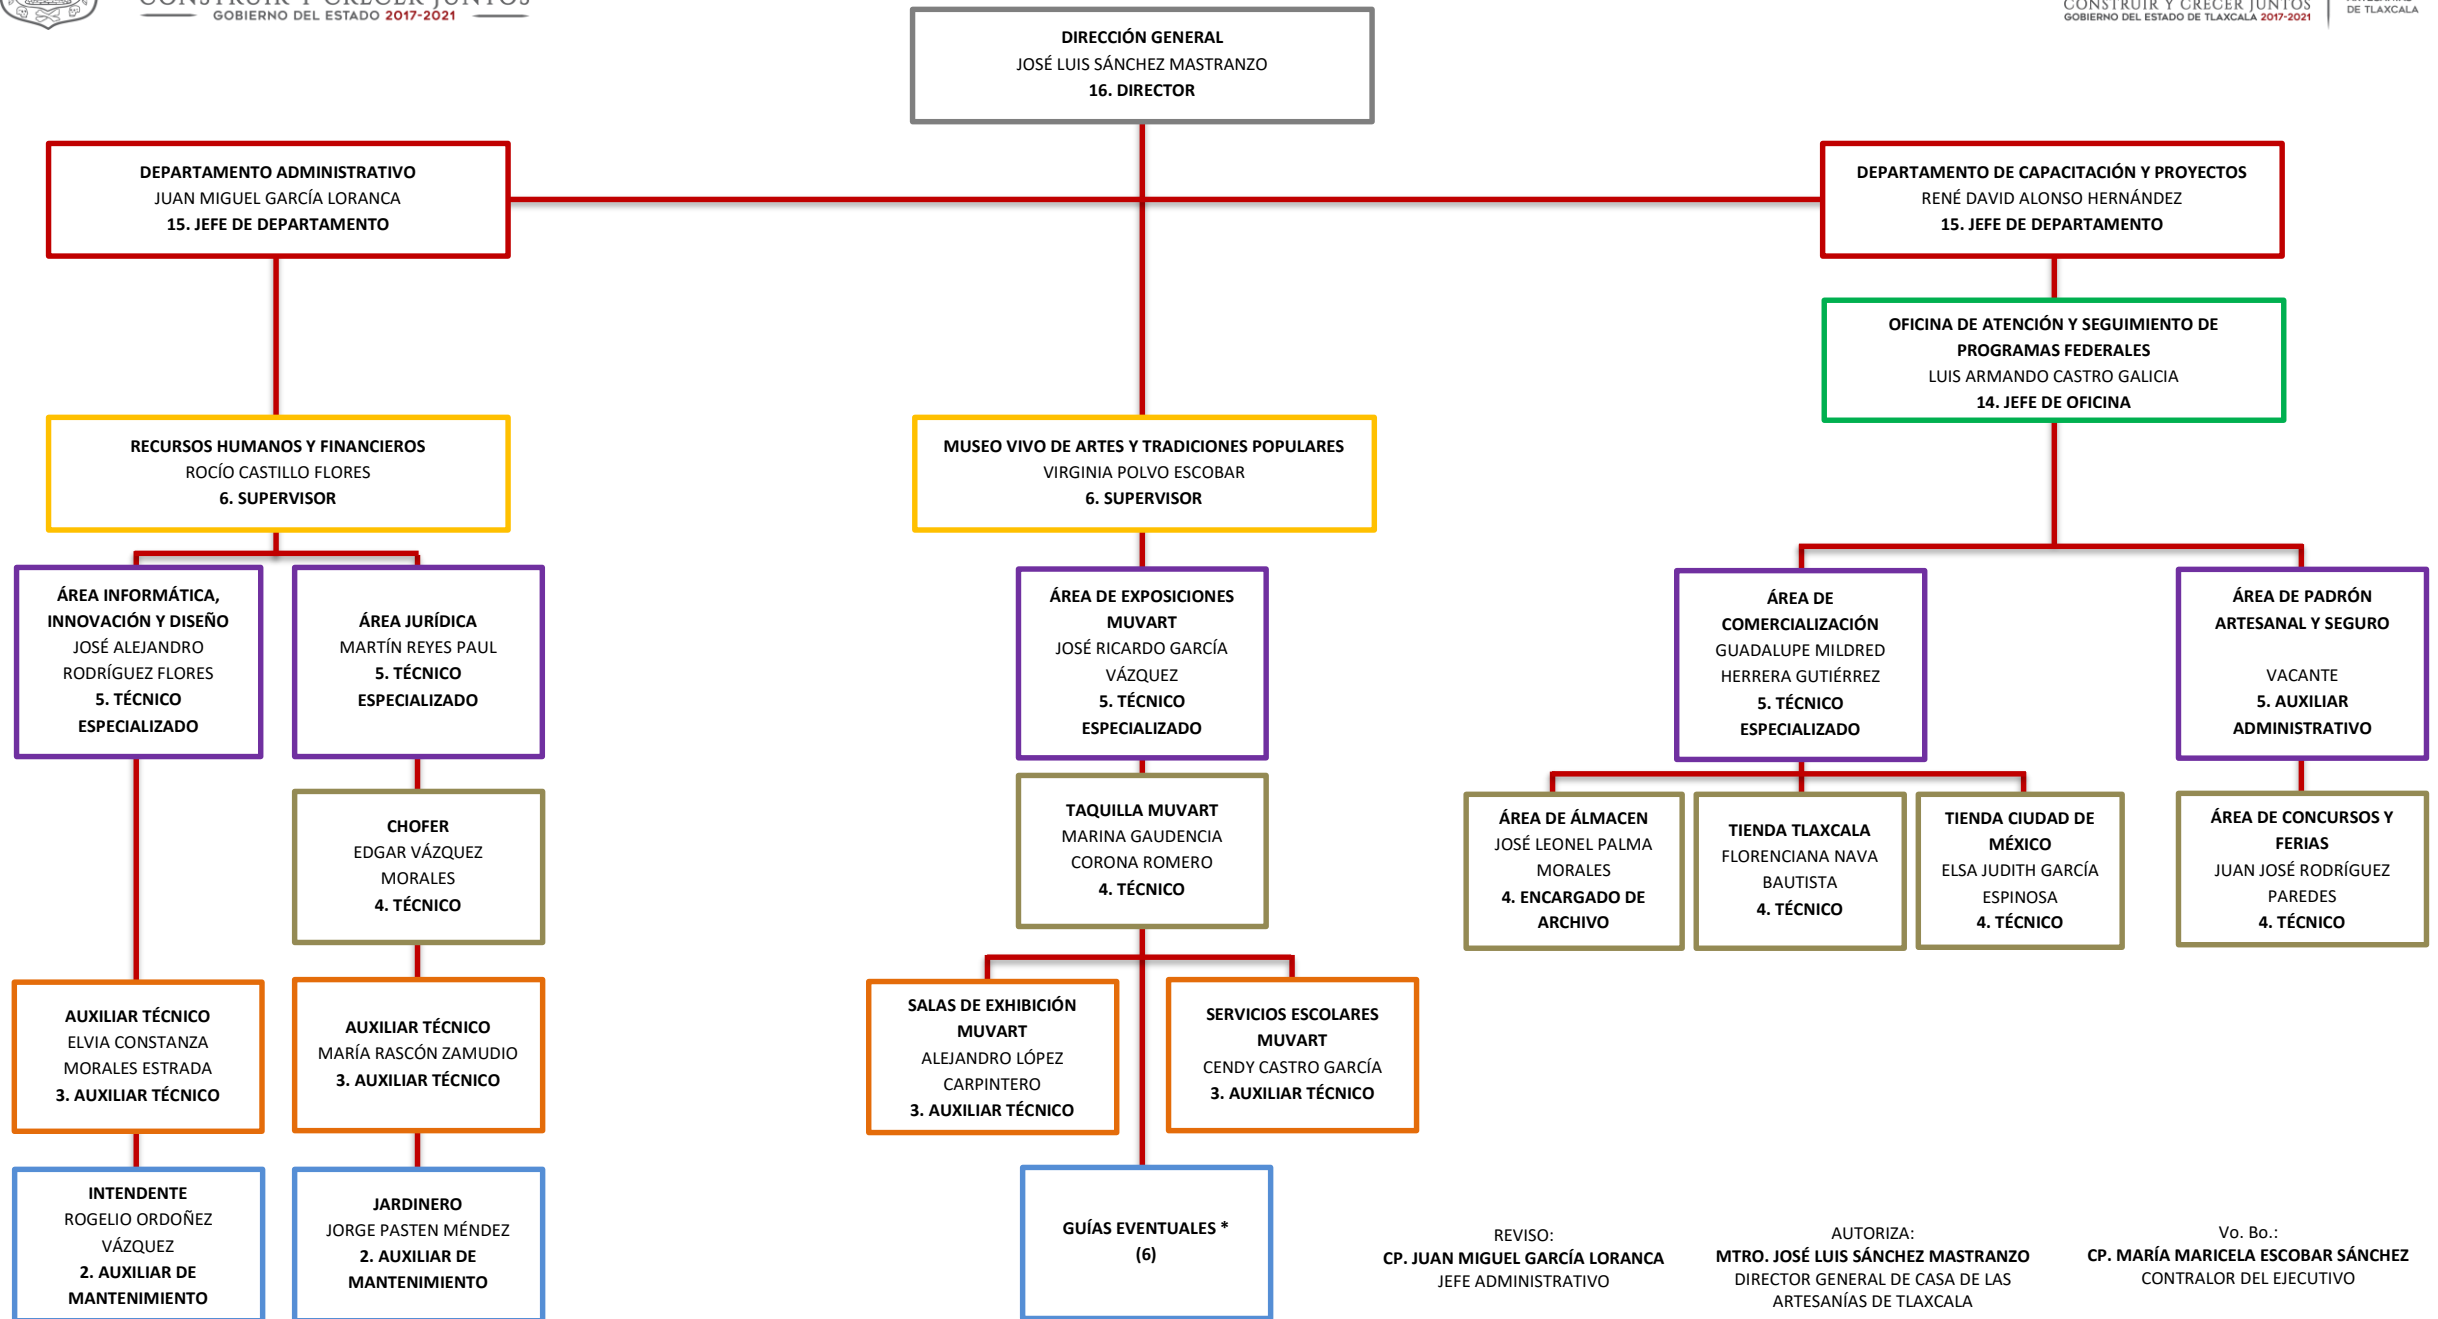 CONSTRUIR Y CRECER JUNTOS
GOBIERNO DEL ESTADO 2017-2021
CONSTRUIR Y CRECER JUNTOS
GOBIERNO DEL ESTADO DE TLAXCALA 2017-2021
DE TLAXCALA
DIRECCIÓN GENERAL
JOSÉ LUIS SÁNCHEZ MASTRANZO
16. DIRECTOR
DEPARTAMENTO ADMINISTRATIVO
JUAN MIGUEL GARCÍA LORANCA
15. JEFE DE DEPARTAMENTO
DEPARTAMENTO DE CAPACITACIÓN Y PROYECTOS
RENÉ DAVID ALONSO HERNÁNDEZ
15. JEFE DE DEPARTAMENTO
OFICINA DE ATENCIÓN Y SEGUIMIENTO DE
PROGRAMAS FEDERALES
LUIS ARMANDO CASTRO GALICIA
14. JEFE DE OFICINA
RECURSOS HUMANOS Y FINANCIEROS
ROCÍO CASTILLO FLORES
6. SUPERVISOR
MUSEO VIVO DE ARTES Y TRADICIONES POPULARES
VIRGINIA POLVO ESCOBAR
6. SUPERVISOR
ÁREA INFORMÁTICA,
INNOVACIÓN Y DISEÑO
JOSÉ ALEJANDRO
RODRÍGUEZ FLORES
5. TÉCNICO
ESPECIALIZADO
ÁREA JURÍDICA
MARTÍN REYES PAUL
5. TÉCNICO
ESPECIALIZADO
ÁREA DE EXPOSICIONES
MUVART
JOSÉ RICARDO GARCÍA
VÁZQUEZ
5. TÉCNICO
ESPECIALIZADO
ÁREA DE
COMERCIALIZACIÓN
GUADALUPE MILDRED
HERRERA GUTIÉRREZ
5. TÉCNICO
ESPECIALIZADO
ÁREA DE PADRÓN
ARTESANAL Y SEGURO
VACANTE
5. AUXILIAR
ADMINISTRATIVO
CHOFER
EDGAR VÁZQUEZ
MORALES
4. TÉCNICO
TAQUILLA MUVART
MARINA GAUDENCIA
CORONA ROMERO
4. TÉCNICO
ÁREA DE ÁLMACEN
JOSÉ LEONEL PALMA
MORALES
4. ENCARGADO DE
ARCHIVO
TIENDA TLAXCALA
FLORENCIANA NAVA
BAUTISTA
4. TÉCNICO
TIENDA CIUDAD DE
MÉXICO
ELSA JUDITH GARCÍA
ESPINOSA
4. TÉCNICO
ÁREA DE CONCURSOS Y
FERIAS
JUAN JOSÉ RODRÍGUEZ
PAREDES
4. TÉCNICO
AUXILIAR TÉCNICO
ELVIA CONSTANZA
MORALES ESTRADA
3. AUXILIAR TÉCNICO
AUXILIAR TÉCNICO
MARÍA RASCÓN ZAMUDIO
3. AUXILIAR TÉCNICO
SALAS DE EXHIBICIÓN
MUVART
ALEJANDRO LÓPEZ
CARPINTERO
3. AUXILIAR TÉCNICO
SERVICIOS ESCOLARES
MUVART
CENDY CASTRO GARCÍA
3. AUXILIAR TÉCNICO
INTENDENTE
ROGELIO ORDOÑEZ
VÁZQUEZ
2. AUXILIAR DE
MANTENIMIENTO
JARDINERO
JORGE PASTEN MÉNDEZ
2. AUXILIAR DE
MANTENIMIENTO
GUÍAS EVENTUALES *
(6)
REVISO:
CP. JUAN MIGUEL GARCÍA LORANCA
JEFE ADMINISTRATIVO
AUTORIZA:
MTRO. JOSÉ LUIS SÁNCHEZ MASTRANZO
DIRECTOR GENERAL DE CASA DE LAS
ARTESANÍAS DE TLAXCALA
Vo. Bo.:
CP. MARÍA MARICELA ESCOBAR SÁNCHEZ
CONTRALOR DEL EJECUTIVO